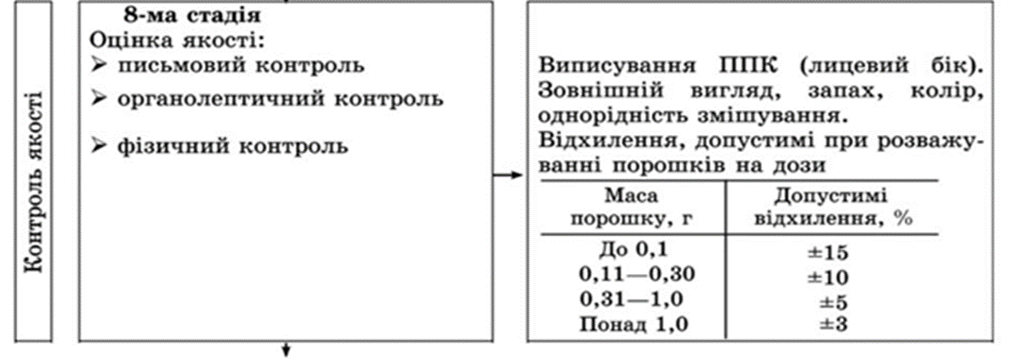 Контроль якості
8-ма стадія
Оцінка якості:
➢ письмовий контроль
➢ органолептичний контроль
➢ фізичний контроль
Виписування ППК (лицевий бік).
Зовнішній вигляд, запах, колір,
однорідність змішування.
Відхилення, допустимі при розважу-
ванні порошків на дози
Маса порошку, г
Допустимі відхилення, %
До 0,1 ±15
0,11—0,30 ±10
0,31—1,0 ±5
Понад 1,0 ±3